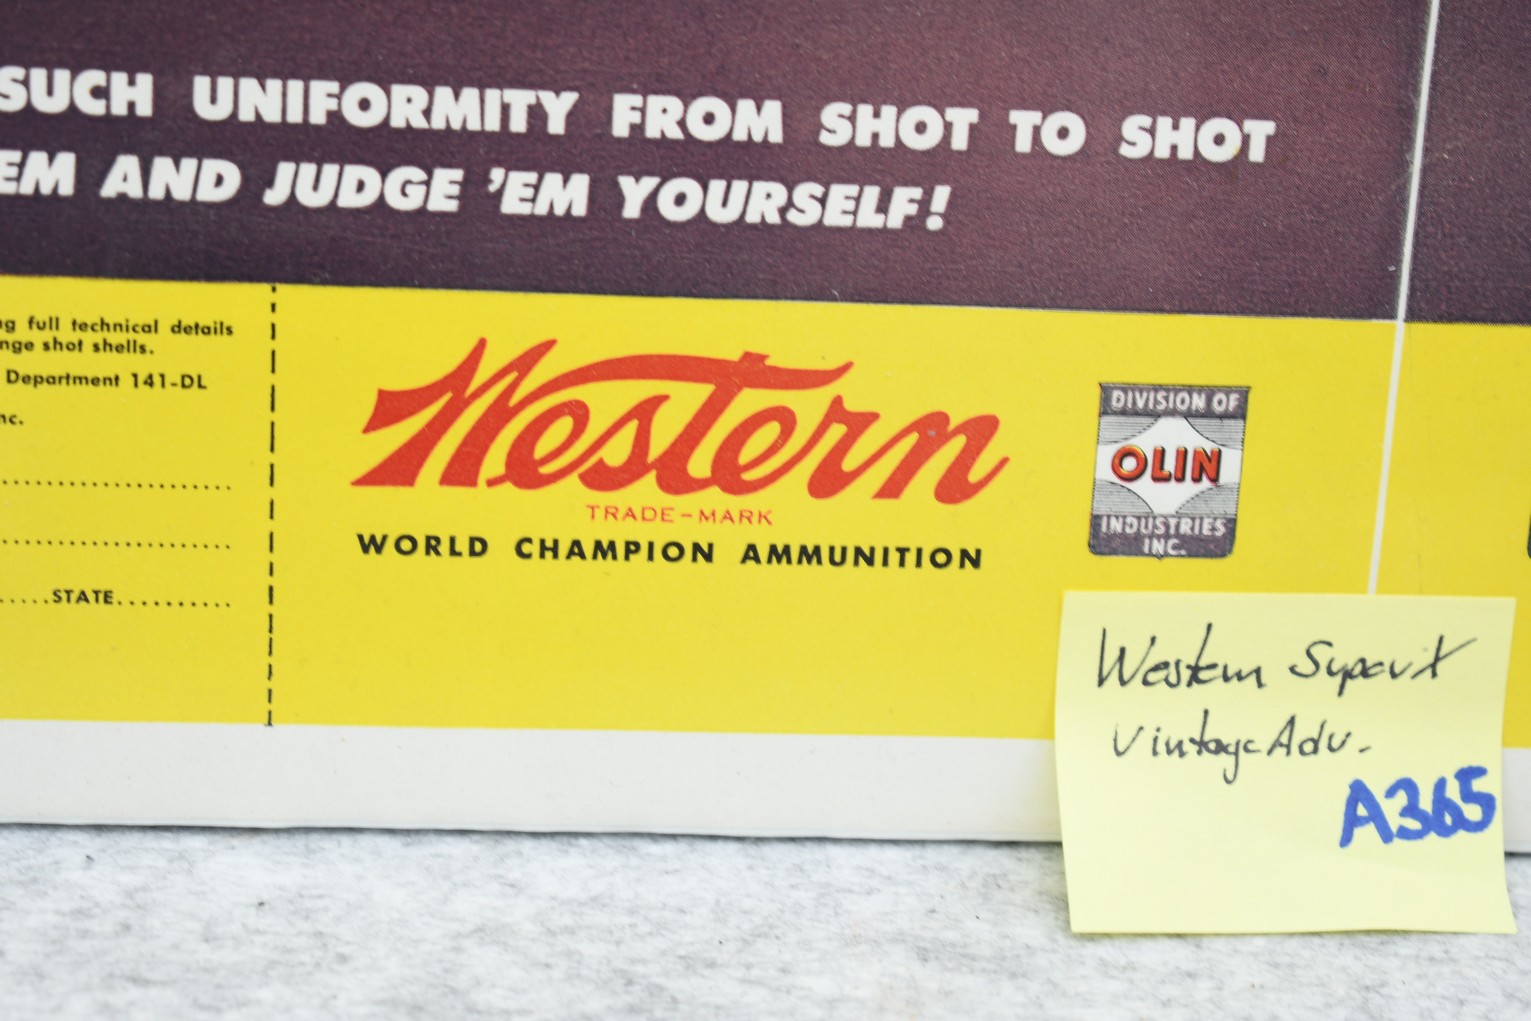 SUCH UNIFORMITY FROM SHOT TO SHOT
EM AND JUDGE 'EM YOURSELF!
ng full technical details
nge shot shells.
Department 141-DL
nc.
.....STATE..........
Western
TRADE-MARK
WORLD CHAMPION AMMUNITION
DIVISION OF
OLIN
INDUSTRIES
INC.
Western Super X
Vintage Adv.
A365